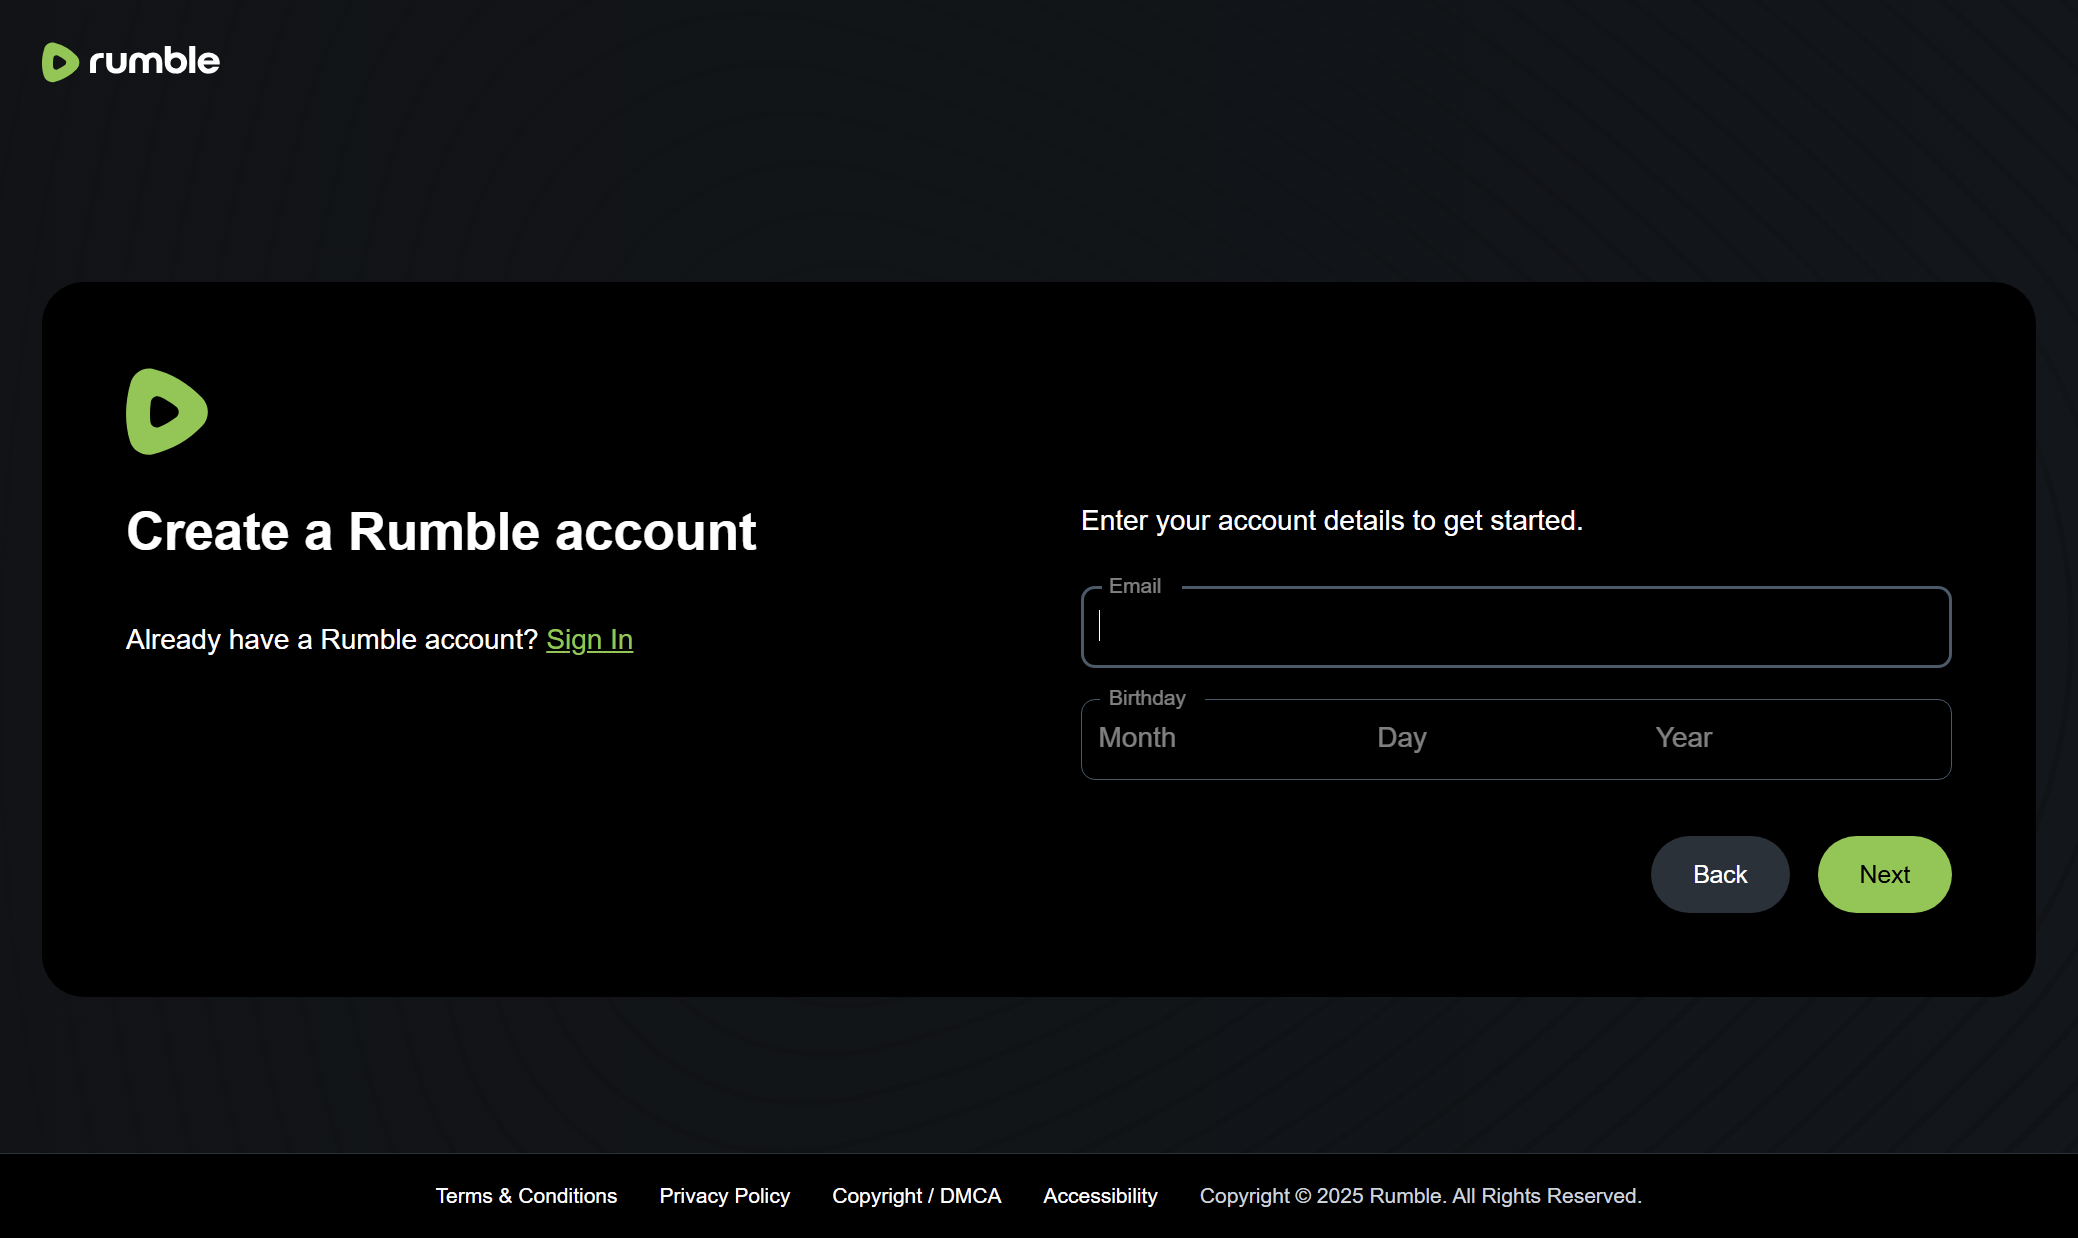 rumble
Create a Rumble account
Already have a Rumble account? Sign In
Enter your account details to get started.
Email
Birthday
Month Day Year
Back Next
Terms & Conditions Privacy Policy Copyright / DMCA Accessibility Copyright © 2025 Rumble. All Rights Reserved.